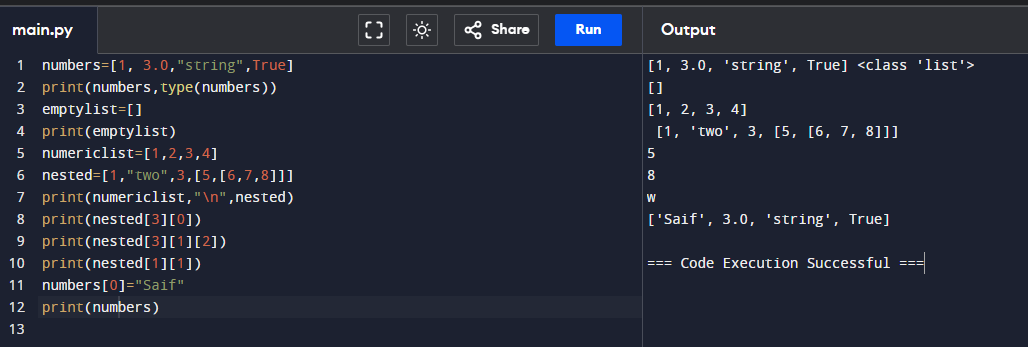 main.py
Share
Run
Output
1 numbers=[1, 3.0,"string",True]
2 print(numbers,type(numbers))
3 emptylist=[]
4 print(emptylist)
5 numericlist=[1,2,3,4]
6 nested=[1,"two",3,[5,[6,7,8]]]
7 print(numericlist,"\n",nested)
8 print(nested[3][0])
9 print(nested[3][1][2])
10 print(nested[1][1])
11 numbers[0]="Saif"
12 print(numbers)
13
[1, 3.0, 'string', True] <class 'list'>
[]
[1, 2, 3, 4]
 [1, 'two', 3, [5, [6, 7, 8]]]
5
8
w
['Saif', 3.0, 'string', True]
=== Code Execution Successful ===